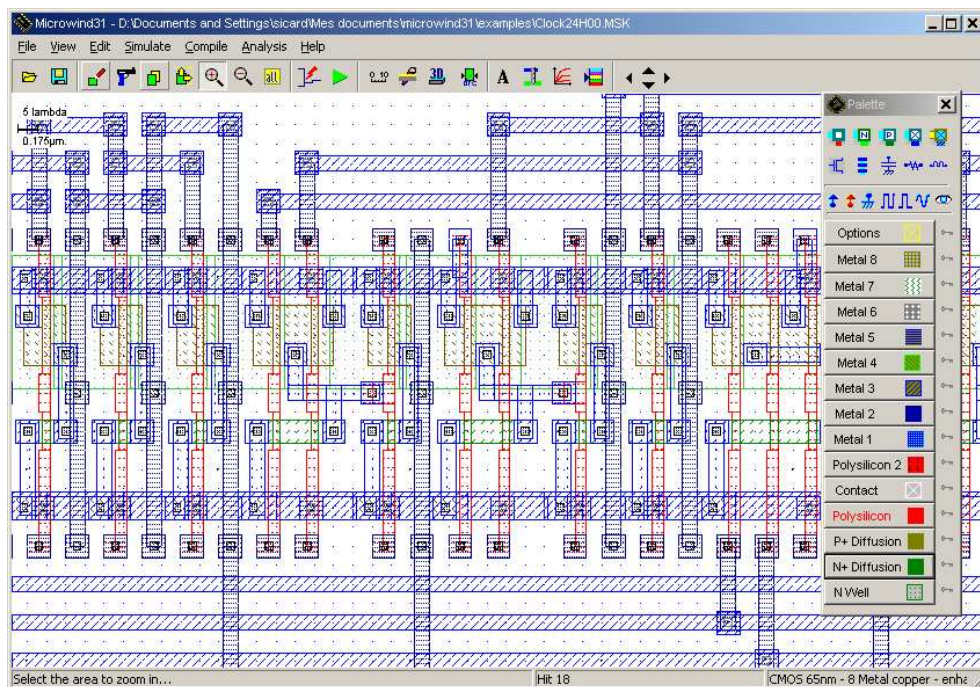 Microwind31 - D:\Documents and Settings\sicard\Mes documents\microwind31\examples\Clock24H00.MSK
File View Edit Simulate Compile Analysis Help
5 lambda
0.175µm
Palette
Options
Metal 8
Metal 7
Metal 6
Metal 5
Metal 4
Metal 3
Metal 2
Metal 1
Polysilicon 2
Contact
Polysilicon
P+ Diffusion
N+ Diffusion
N Well
Select the area to zoom in...
Hit 18
CMOS 65nm - 8 Metal copper - enha